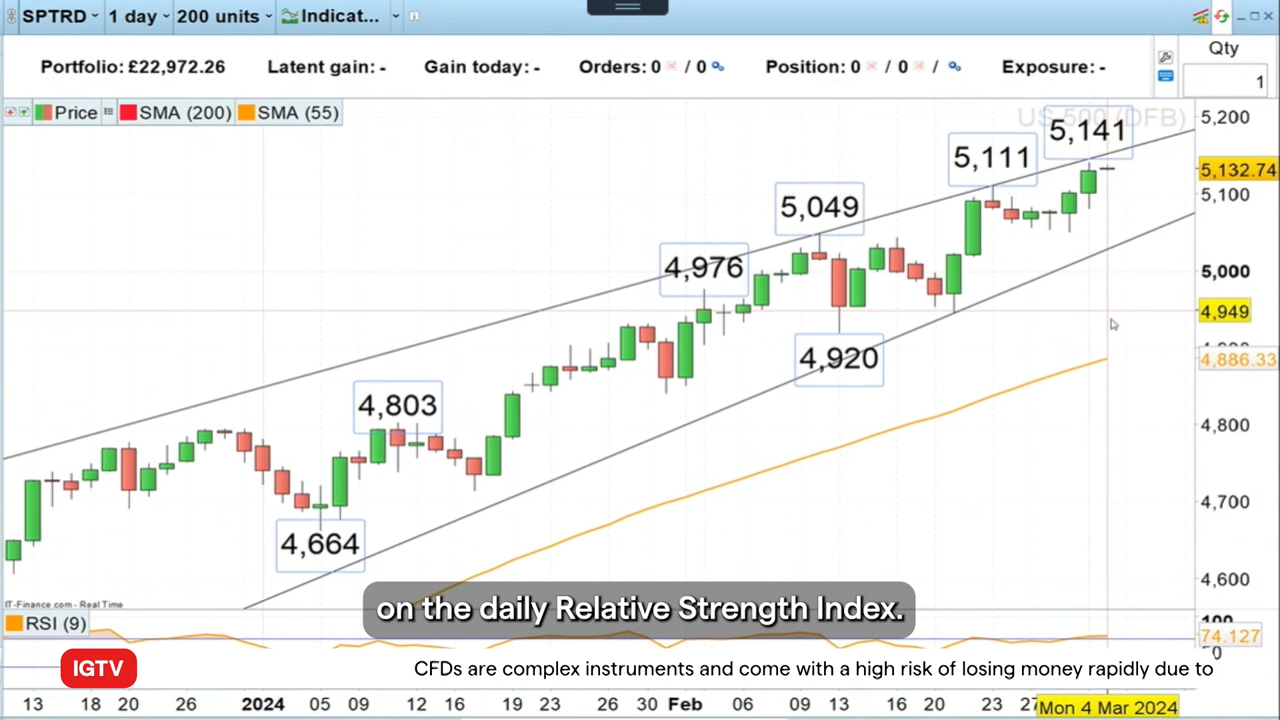 SPTRD 1 day 200 units Indicat...
Portfolio: £22,972.26 Latent gain: - Gain today: - Orders: 0 / 0 Position: 0 / 0 / Exposure: -
Qty
1
Price SMA (200) SMA (55)
US 500 (DFB)
5,200
5,141
5,111
5,132.74
5,100
5,049
4,976
5,000
4,949
4,920
4,886.33
4,803
4,800
4,700
4,664
4,600
on the daily Relative Strength Index.
IT-Finance.com - Real Time
RSI (9)
100
74.127
0
IGTV
CFDs are complex instruments and come with a high risk of losing money rapidly due to
13 18 20 26 2024 05 09 12 16 19 23 26 30 Feb 06 09 13 16 20 23 27 Mon 4 Mar 2024